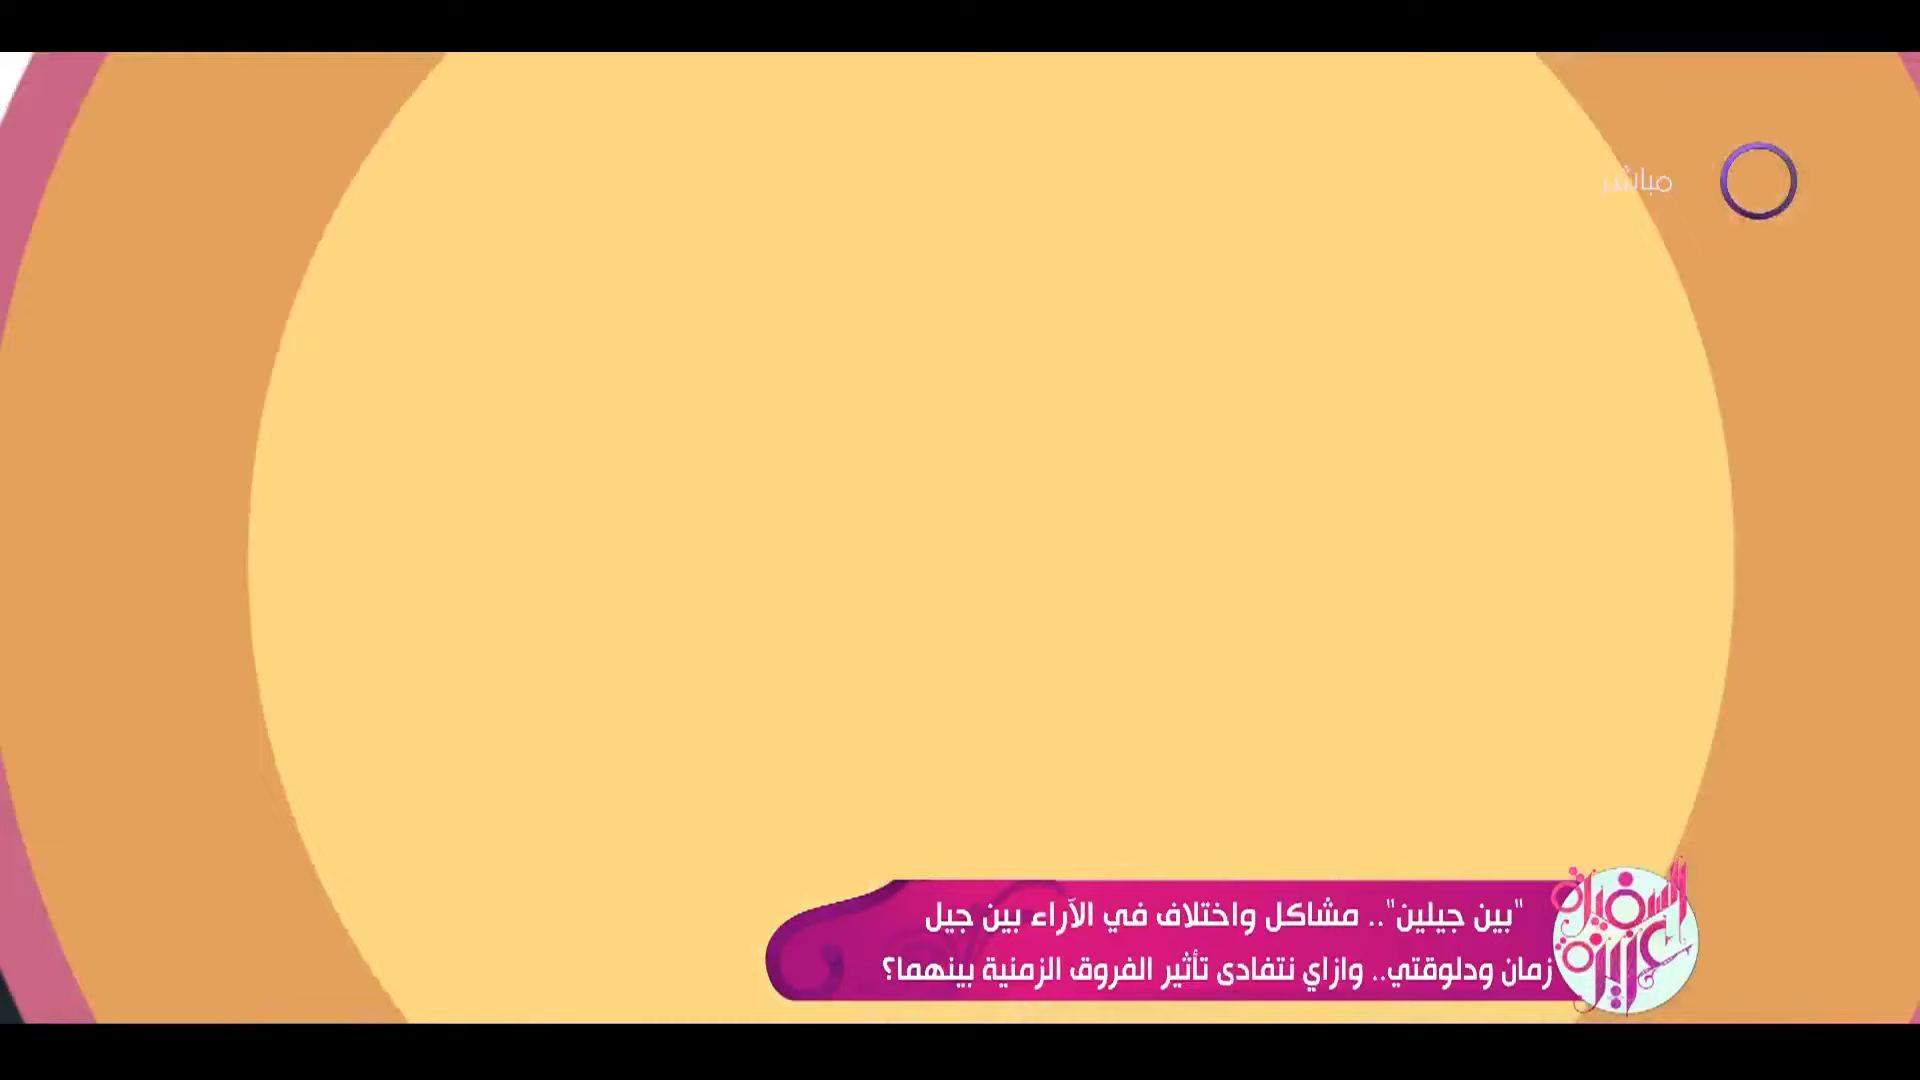 مباشر
"بين جيلين".. مشاكل واختلاف في الآراء بين جيل
زمان ودلوقتي.. وازاي نتفادى تأثير الفروق الزمنية بينهما؟
السفيرة
عزيزة